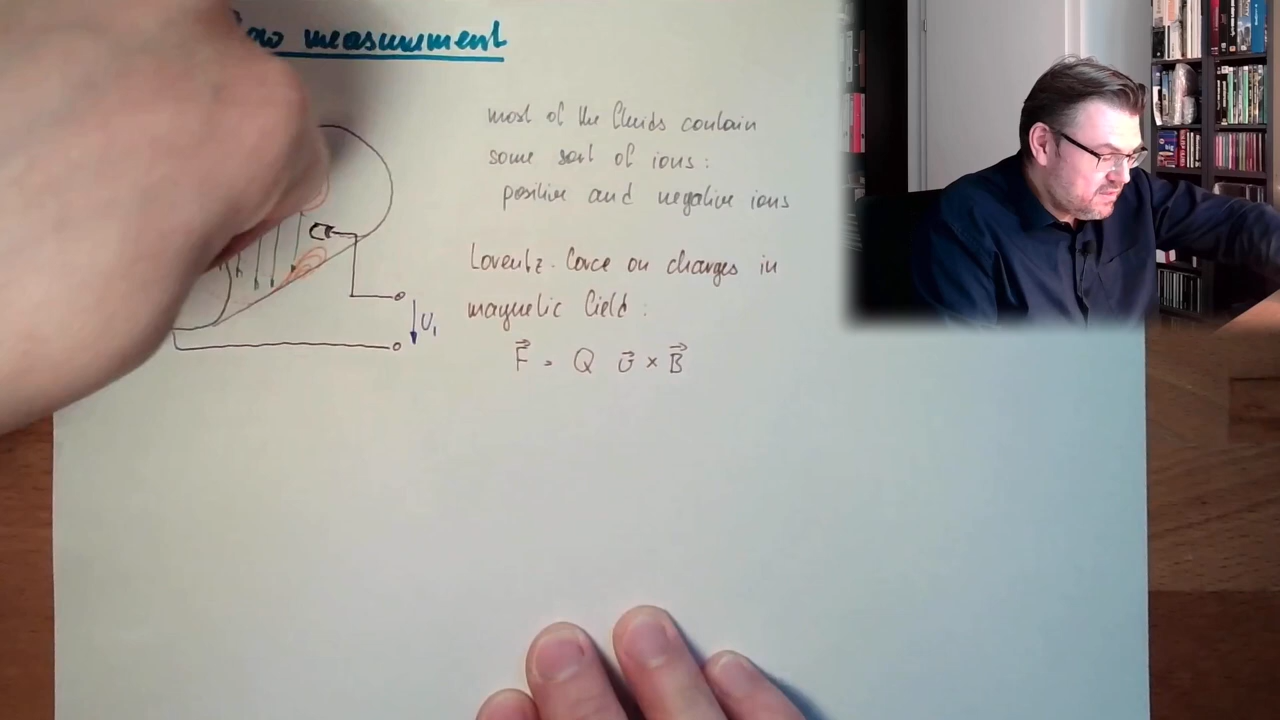 measurement
most of the fluids contain
some sort of ions :
positive and negative ions
Lorentz-force on charges in
magnetic field :
F⃗ = Q v⃗ × B⃗
U₁